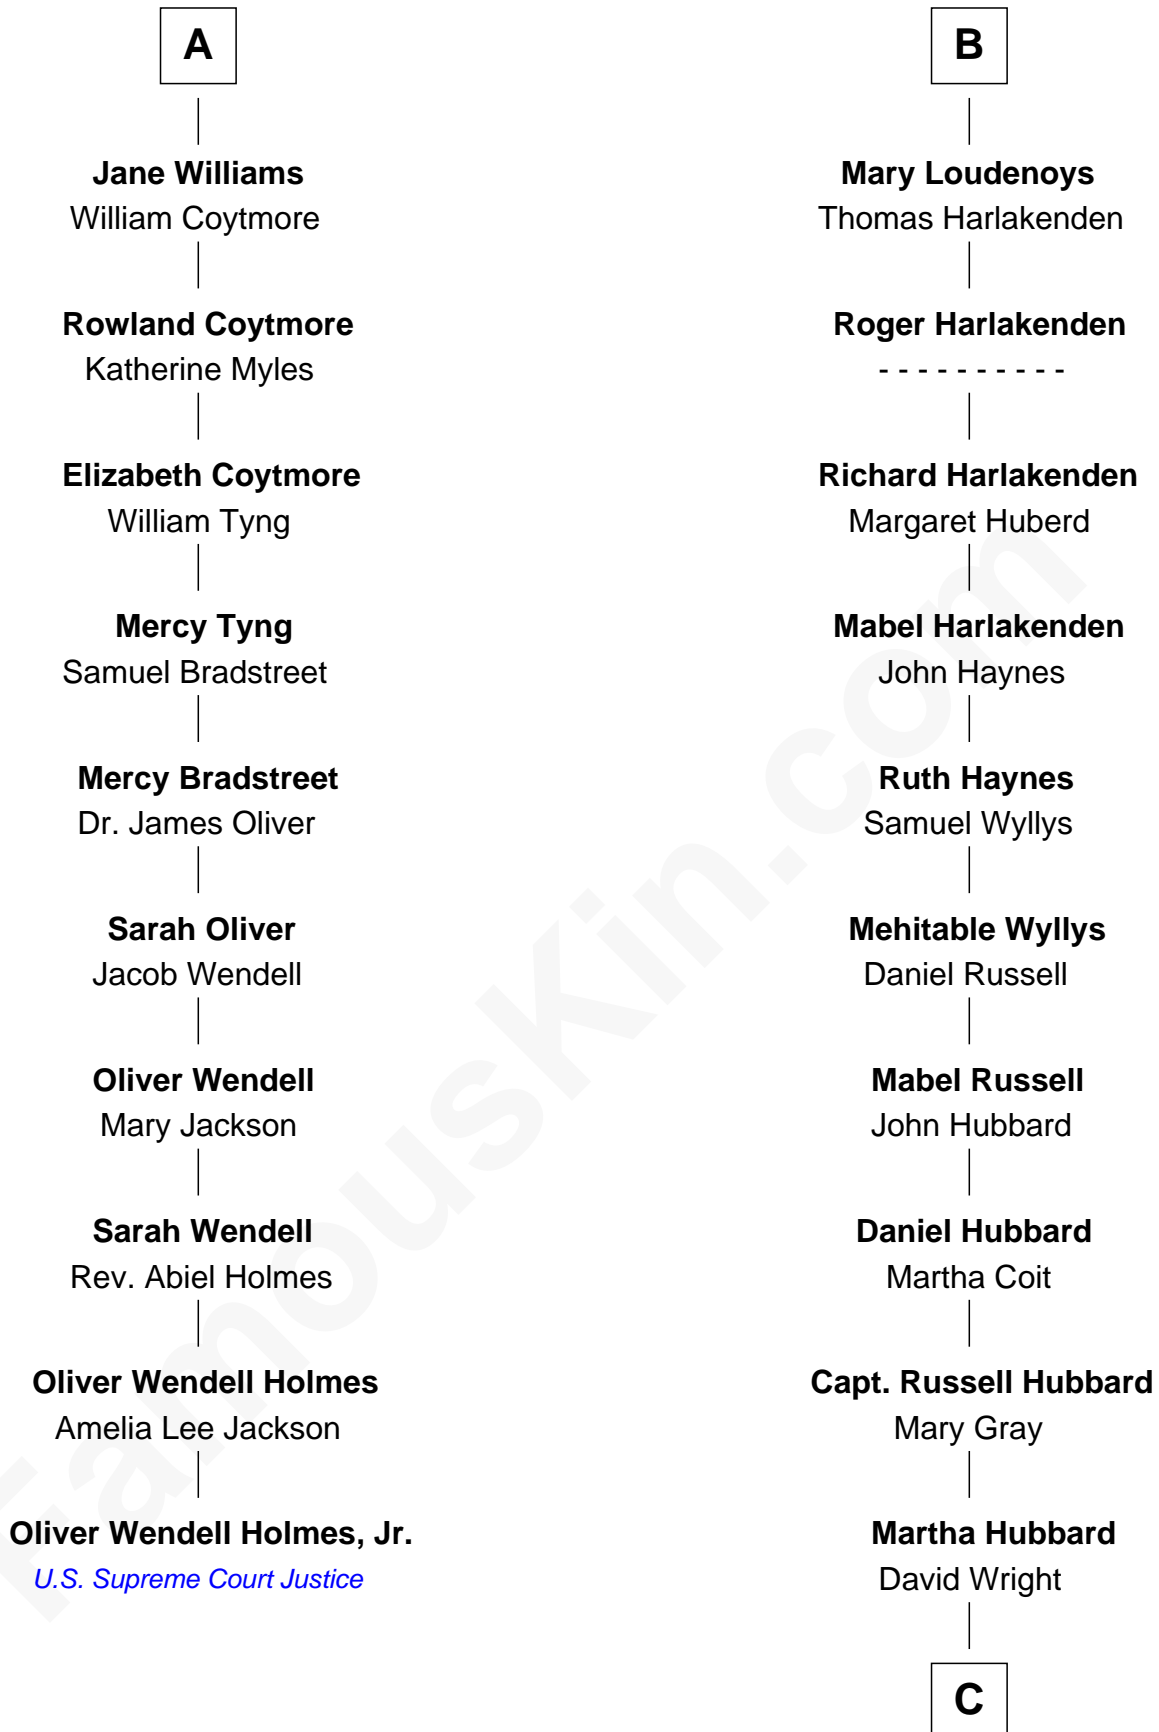 A
Jane Williams
William Coytmore
Rowland Coytmore
Katherine Myles
Elizabeth Coytmore
William Tyng
Mercy Tyng
Samuel Bradstreet
Mercy Bradstreet
Dr. James Oliver
Sarah Oliver
Jacob Wendell
Oliver Wendell
Mary Jackson
Sarah Wendell
Rev. Abiel Holmes
Oliver Wendell Holmes
Amelia Lee Jackson
Oliver Wendell Holmes, Jr.
U.S. Supreme Court Justice
B
Mary Loudenoys
Thomas Harlakenden
Roger Harlakenden
- - - - - - - - - -
Richard Harlakenden
Margaret Huberd
Mabel Harlakenden
John Haynes
Ruth Haynes
Samuel Wyllys
Mehitable Wyllys
Daniel Russell
Mabel Russell
John Hubbard
Daniel Hubbard
Martha Coit
Capt. Russell Hubbard
Mary Gray
Martha Hubbard
David Wright
C
FamousKin.com